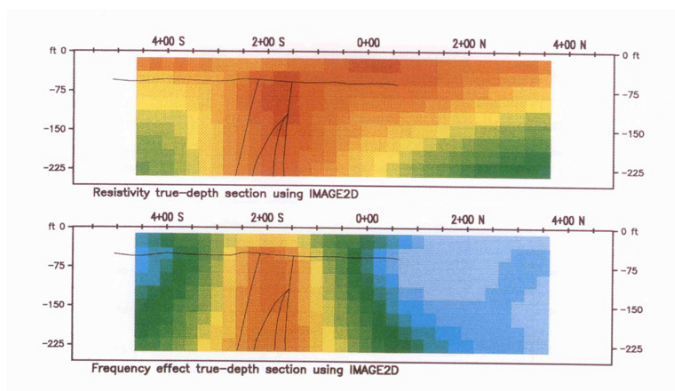 4+00 S 2+00 S 0+00 2+00 N 4+00 N
ft 0 0 ft
-75 -75
-150 -150
-225 -225
Resistivity true-depth section using IMAGE2D
4+00 S 2+00 S 0+00 2+00 N 4+00 N
ft 0 0 ft
-75 -75
-150 -150
-225 -225
Frequency effect true-depth section using IMAGE2D